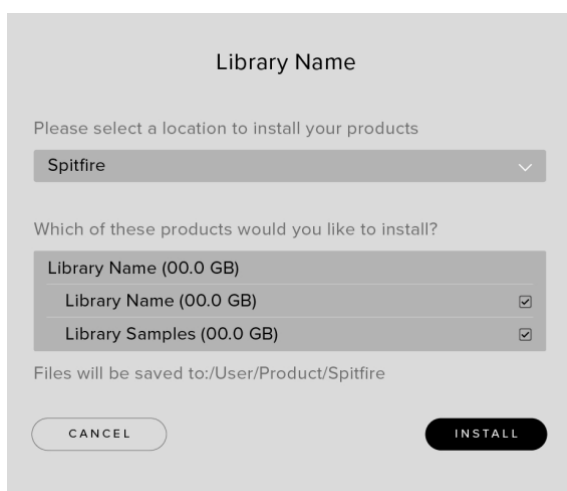 Library Name
Please select a location to install your products
Spitfire
Which of these products would you like to install?
Library Name (00.0 GB)
Library Name (00.0 GB)
Library Samples (00.0 GB)
Files will be saved to:/User/Product/Spitfire
CANCEL
INSTALL